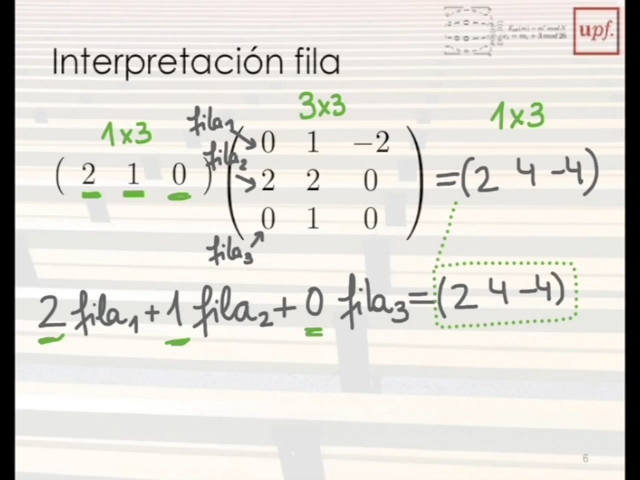 upf.
Interpretación fila
1x3 fila1 3x3 1x3
fila2
0 1 -2
( 2 1 0 ) 2 2 0 =(2 4 -4)
0 1 0
fila3
2 fila1+1 fila2+0 fila3=(2 4 -4)
6